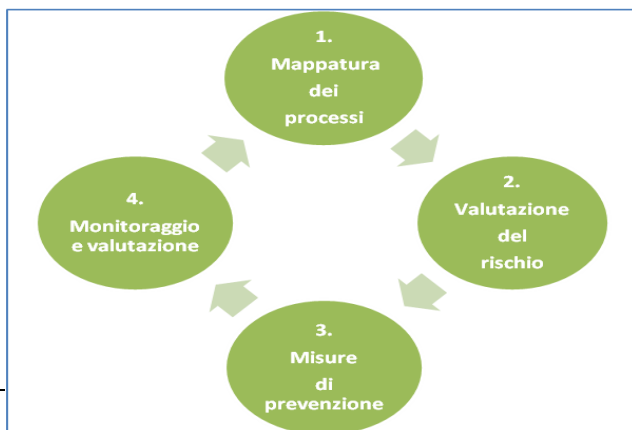 1.
Mappatura
dei
processi
2.
Valutazione
del
rischio
3.
Misure
di
prevenzione
4.
Monitoraggio
e valutazione